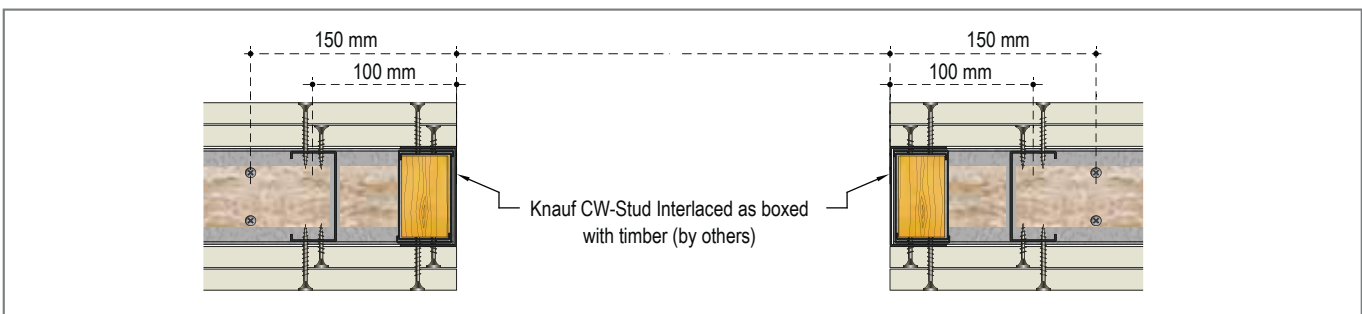 150 mm
150 mm
100 mm
100 mm
Knauf CW-Stud Interlaced as boxed
with timber (by others)